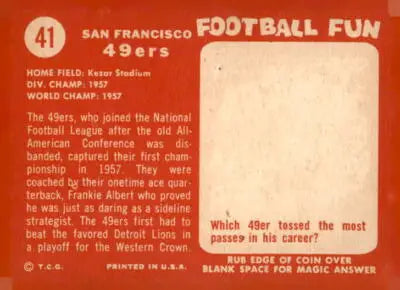 41
SAN FRANCISCO
49ers
FOOTBALL FUN
HOME FIELD: Kezar Stadium
DIV. CHAMP: 1957
WORLD CHAMP: 1957
The 49ers, who joined the National
Football League after the old All-
American Conference was dis-
banded, captured their first cham-
pionship in 1957. They were
coached by their onetime ace quar-
terback, Frankie Albert who proved
he was just as daring as a sideline
strategist. The 49ers first had to
beat the favored Detroit Lions in
a playoff for the Western Crown.
Which 49er tossed the most
passes in his career?
RUB EDGE OF COIN OVER
BLANK SPACE FOR MAGIC ANSWER
© T.C.G. PRINTED IN U.S.A.